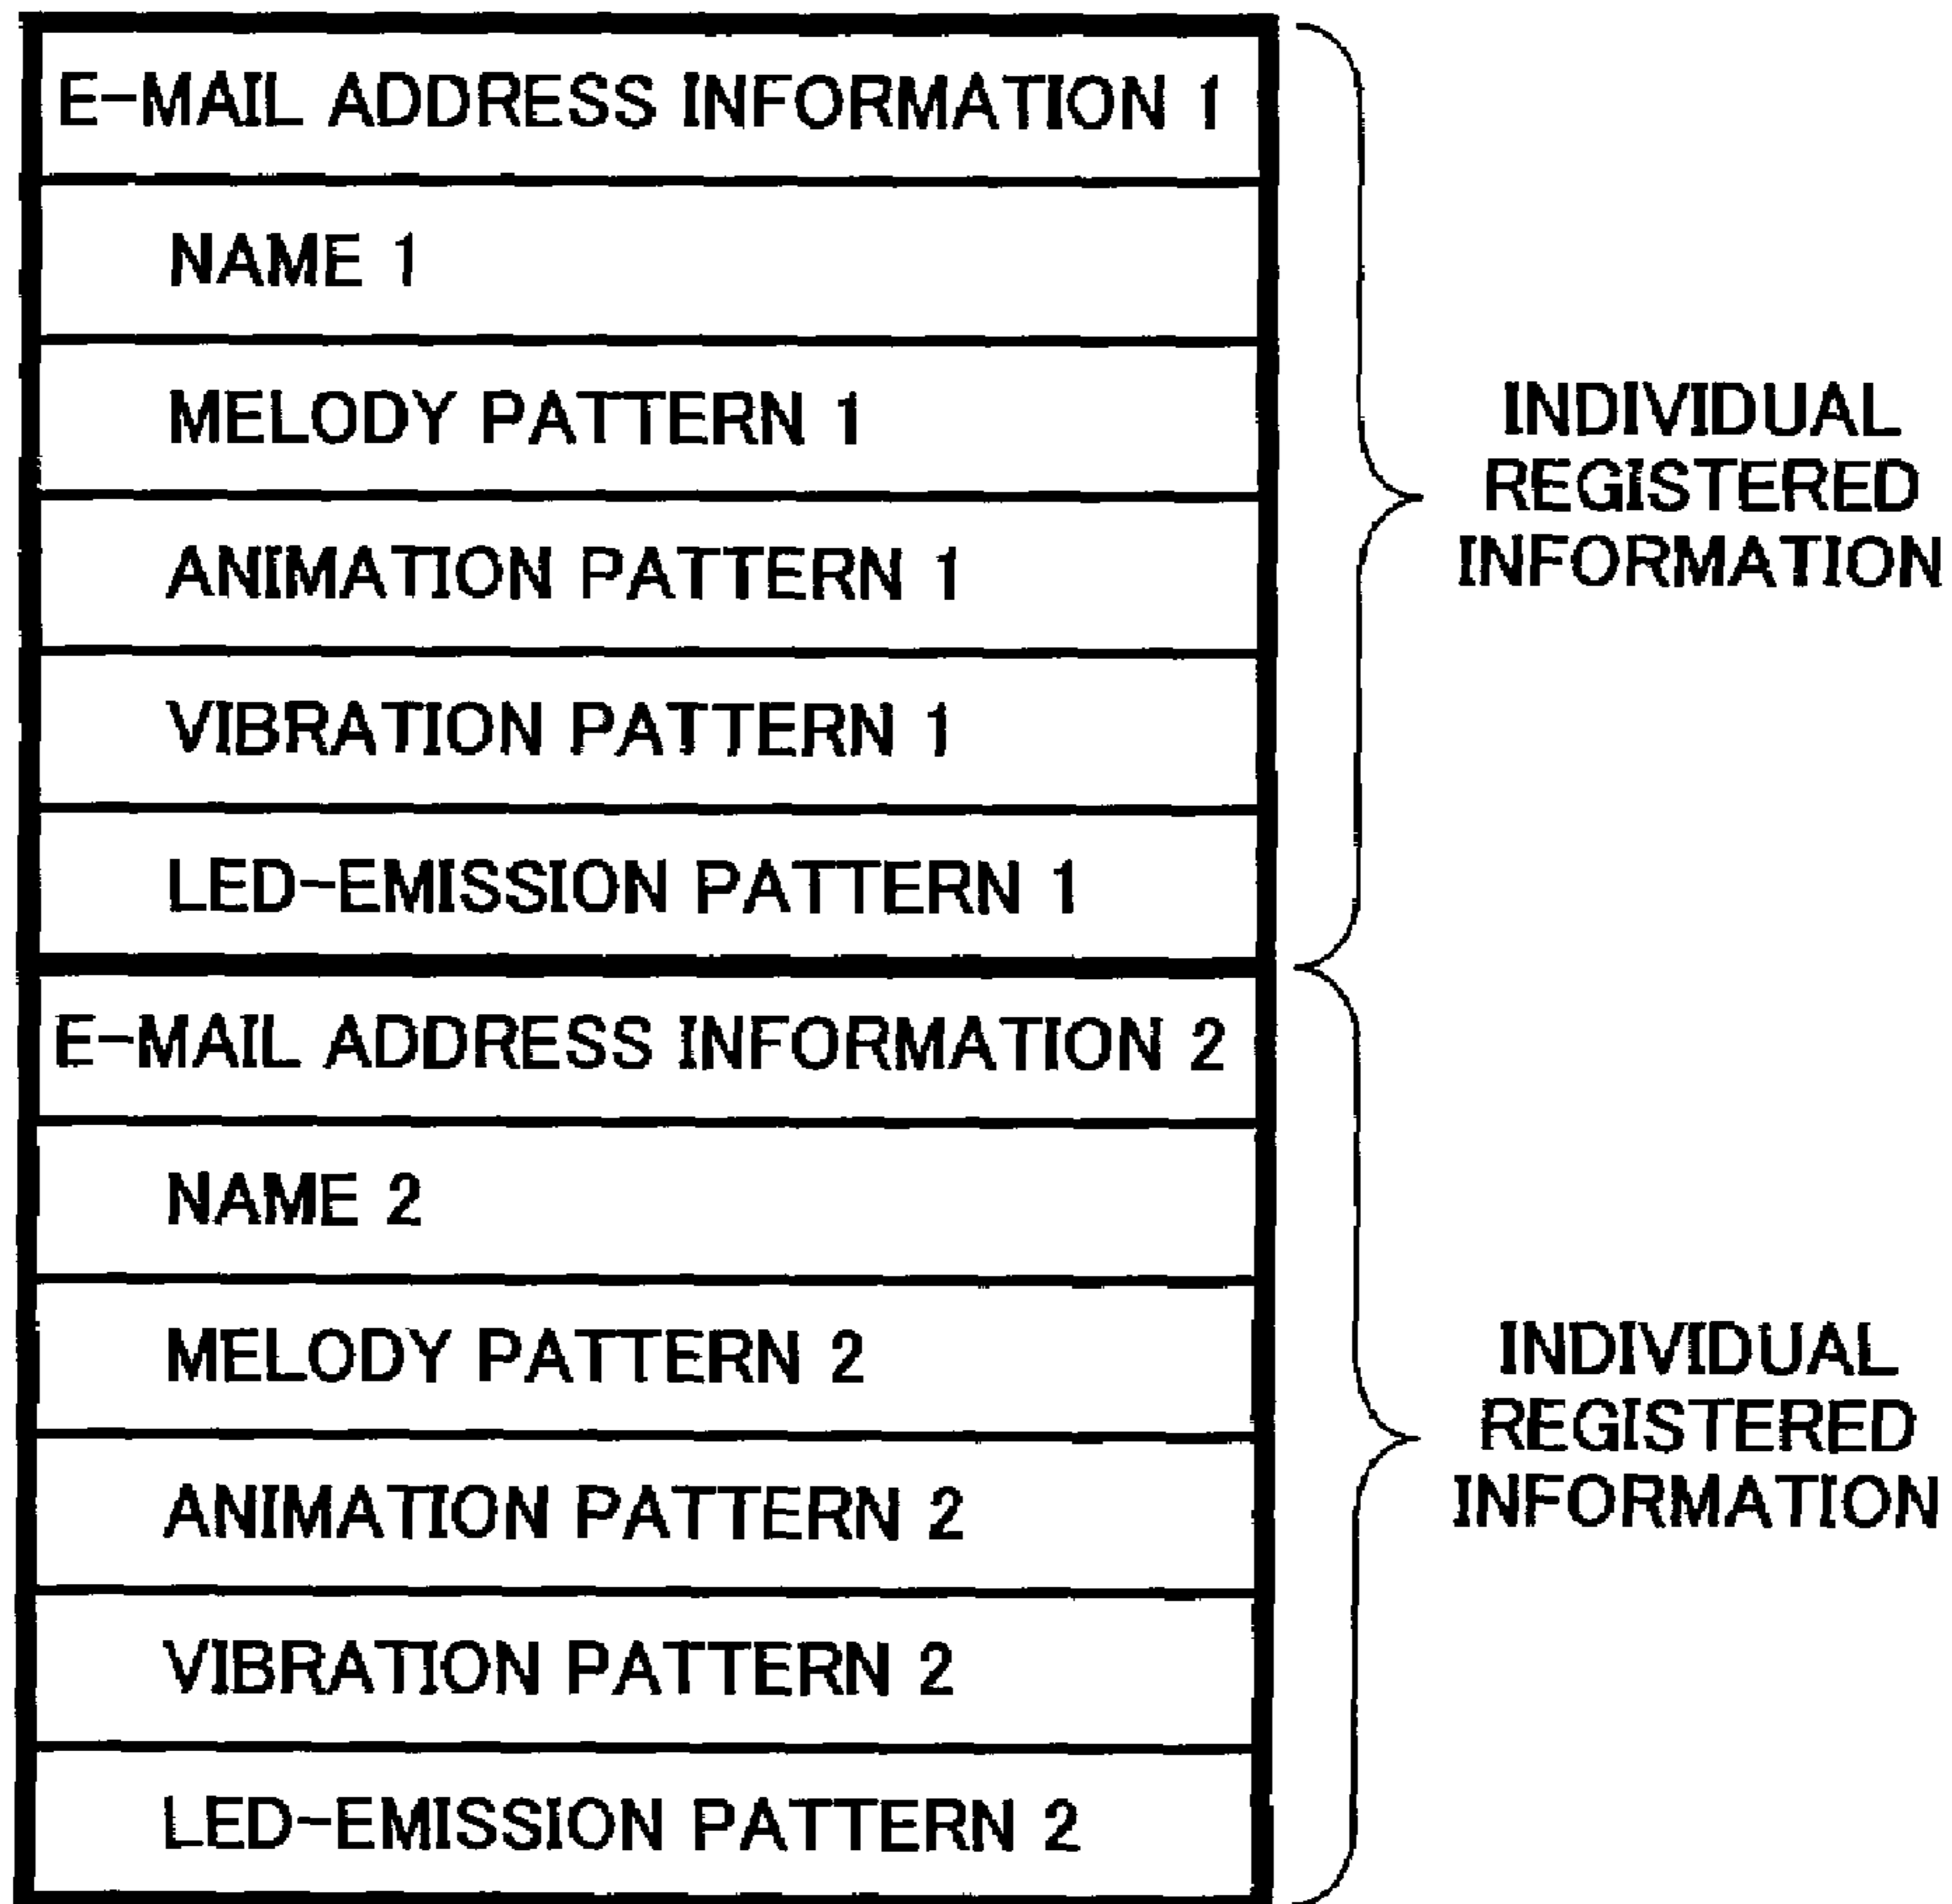 E-MAIL ADDRESS INFORMATION 1
NAME 1
MELODY PATTERN 1
ANIMATION PATTERN 1
VIBRATION PATTERN 1
LED-EMISSION PATTERN 1
INDIVIDUAL
REGISTERED
INFORMATION
E-MAIL ADDRESS INFORMATION 2
NAME 2
MELODY PATTERN 2
ANIMATION PATTERN 2
VIBRATION PATTERN 2
LED-EMISSION PATTERN 2
INDIVIDUAL
REGISTERED
INFORMATION